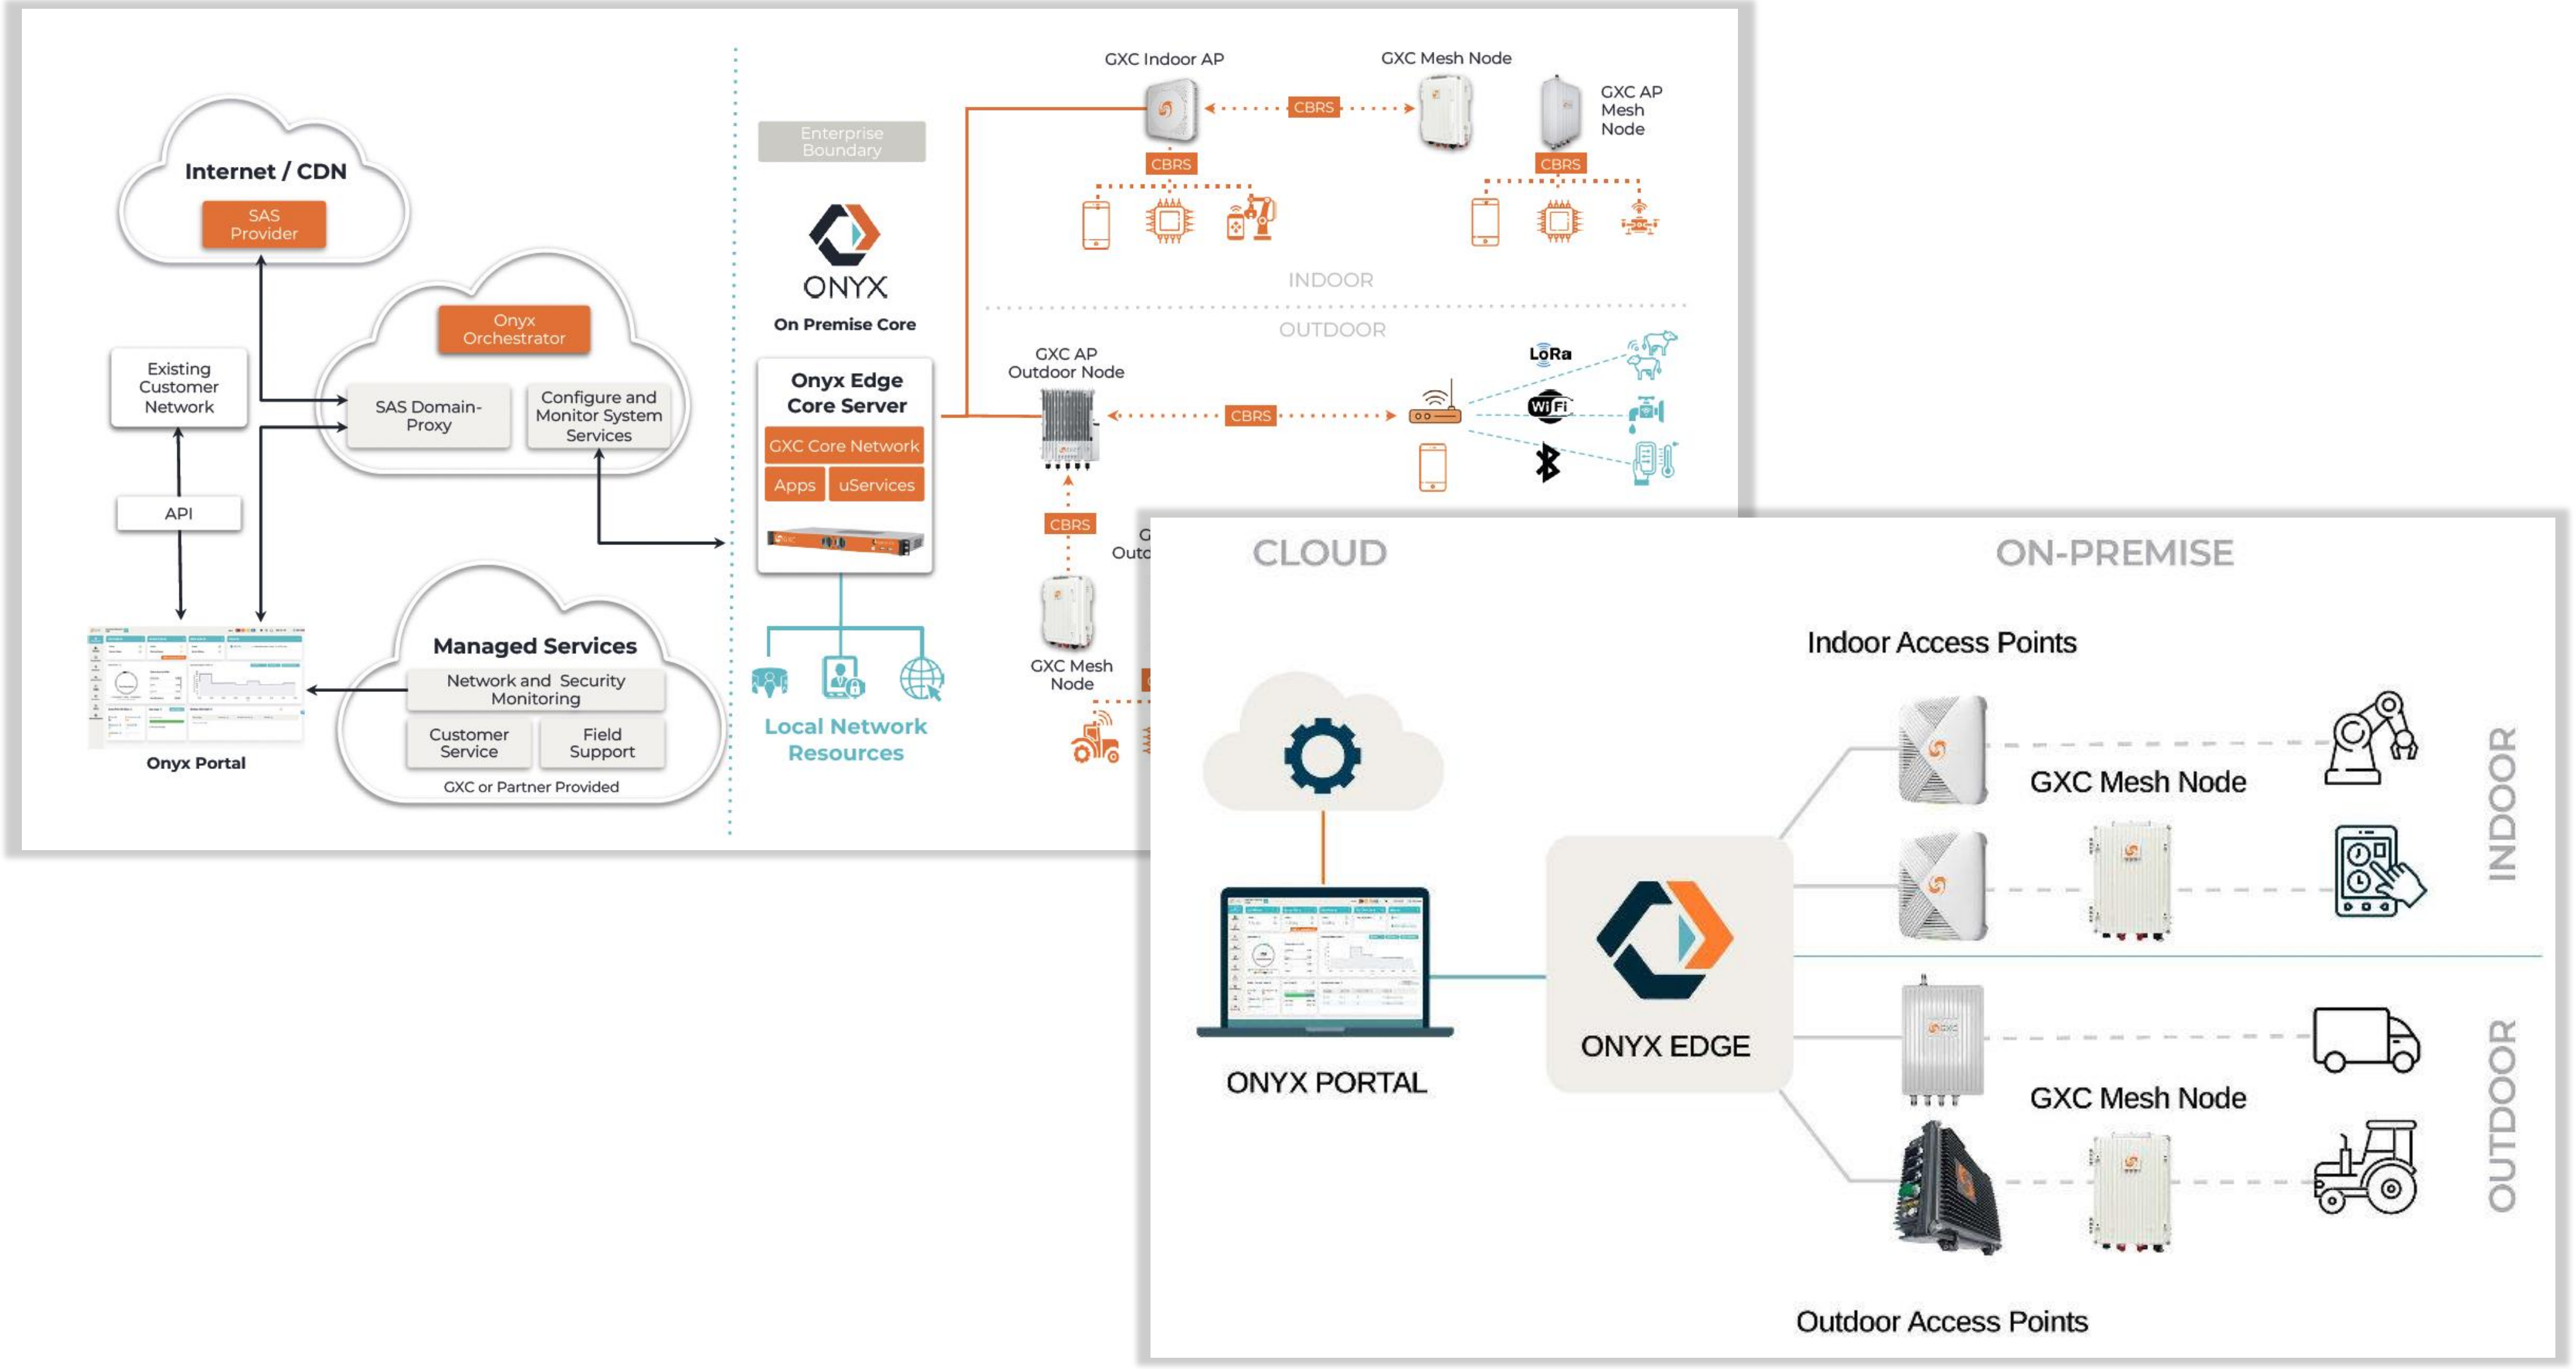 Internet / CDN
SAS
Provider
Onyx
Orchestrator
Existing
Customer
Network
SAS Domain-
Proxy
Configure and
Monitor System
Services
API
Managed Services
Network and Security
Monitoring
Customer
Service
Field
Support
GXC or Partner Provided
Onyx Portal
Enterprise
Boundary
ONYX
On Premise Core
Onyx Edge
Core Server
GXC Core Network
Apps
uServices
GXC
Local Network
Resources
GXC Indoor AP
CBRS
GXC Mesh Node
GXC AP
Mesh
Node
CBRS
CBRS
INDOOR
OUTDOOR
GXC AP
Outdoor Node
CBRS
LoRa
WiFi
CBRS
GXC Mesh
Node
CLOUD
ON-PREMISE
Indoor Access Points
GXC Mesh Node
INDOOR
ONYX PORTAL
ONYX EDGE
GXC
GXC Mesh Node
OUTDOOR
Outdoor Access Points